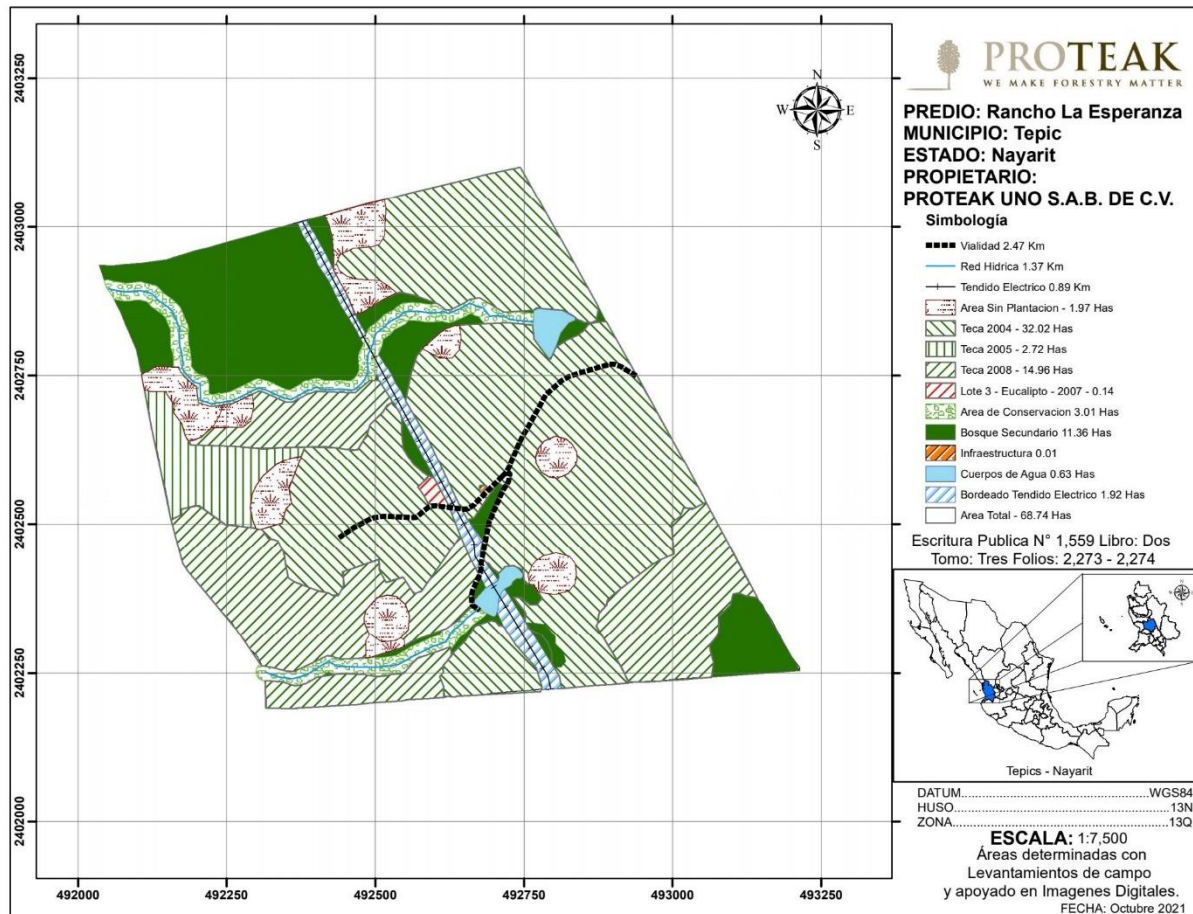 492000 492250 492500 492750 493000 493250
2403250
2403000
2402750
2402500
2402250
2402000
N
W E
S
492000 492250 492500 492750 493000 493250
PROTEAK
WE MAKE FORESTRY MATTER
PREDIO: Rancho La Esperanza
MUNICIPIO: Tepic
ESTADO: Nayarit
PROPIETARIO:
PROTEAK UNO S.A.B. DE C.V.
Simbología
Vialidad 2.47 Km
Red Hidrica 1.37 Km
Tendido Electrico 0.89 Km
Area Sin Plantacion - 1.97 Has
Teca 2004 - 32.02 Has
Teca 2005 - 2.72 Has
Teca 2008 - 14.96 Has
Lote 3 - Eucalipto - 2007 - 0.14
Area de Conservacion 3.01 Has
Bosque Secundario 11.36 Has
Infraestructura 0.01
Cuerpos de Agua 0.63 Has
Bordeado Tendido Electrico 1.92 Has
Area Total - 68.74 Has
Escritura Publica N° 1,559 Libro: Dos
Tomo: Tres Folios: 2,273 - 2,274
Tepics - Nayarit
DATUM..................................................WGS84
HUSO........................................................13N
ZONA........................................................13Q
ESCALA: 1:7,500
Áreas determinadas con
Levantamientos de campo
y apoyado en Imagenes Digitales.
FECHA: Octubre 2021